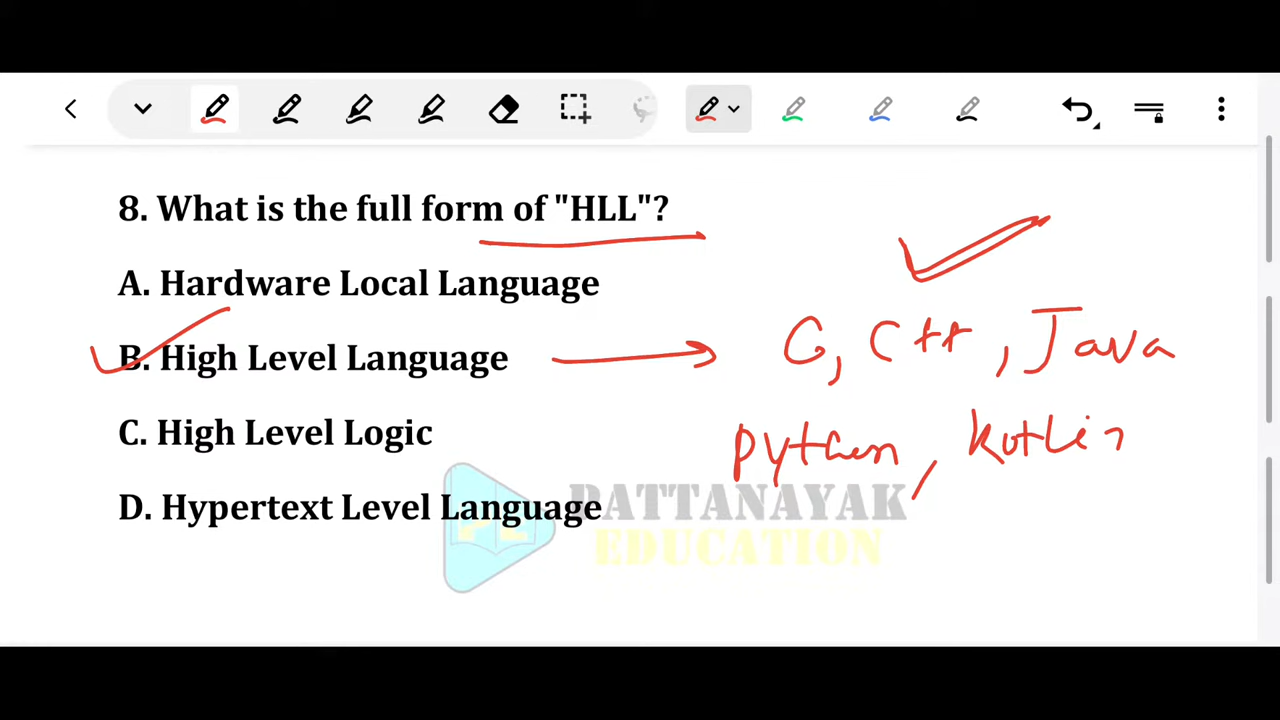 8. What is the full form of "HLL"?
A. Hardware Local Language
B. High Level Language
C, C++, Java
C. High Level Logic
python, kotlin
D. Hypertext Level Language
PATTANAYAK
EDUCATION